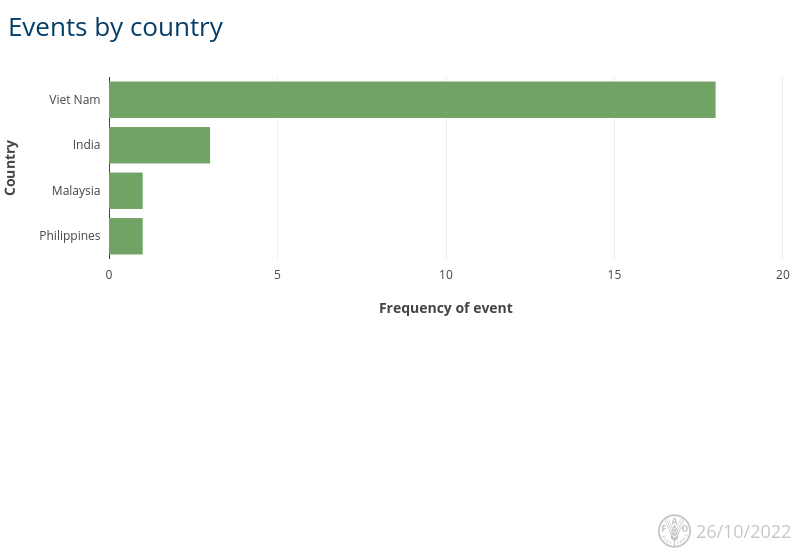 Events by country
Country
Viet Nam
India
Malaysia
Philippines
0 5 10 15 20
Frequency of event
FAO 26/10/2022